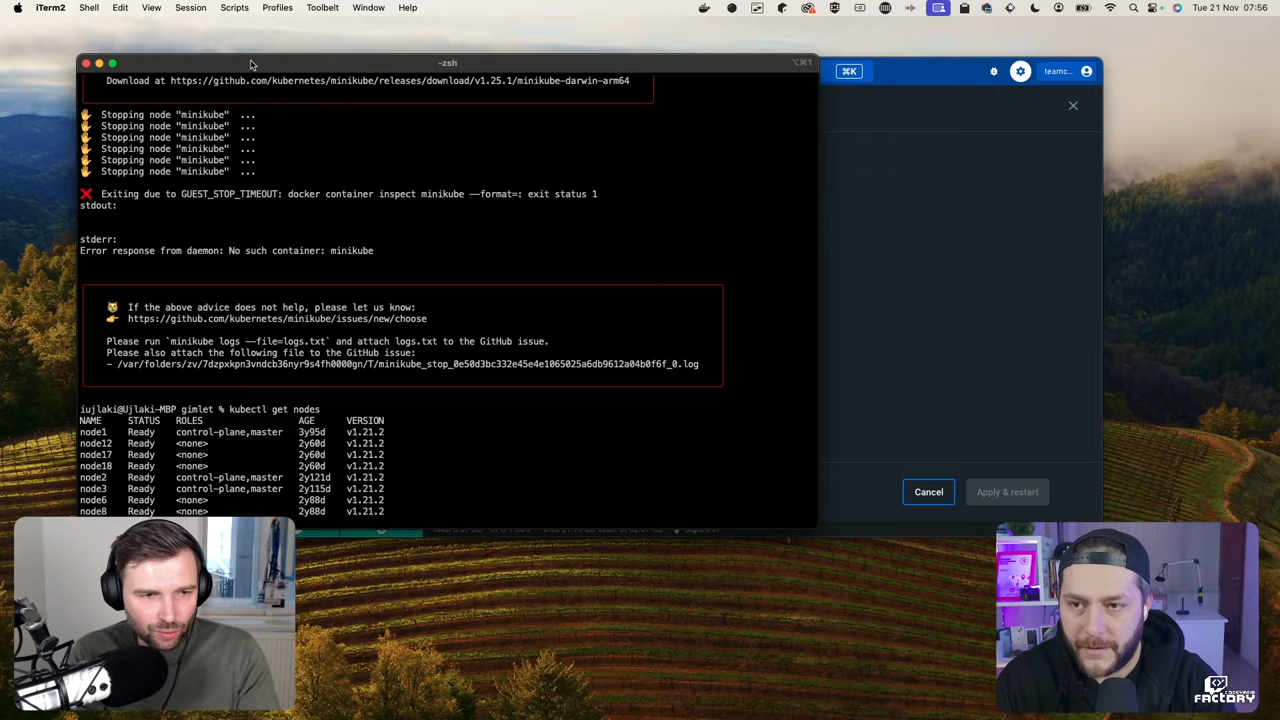 iTerm2 Shell Edit View Session Scripts Profiles Toolbelt Window Help
Tue 21 Nov 07:56
-zsh
⌥⌘1
⌘K
teamc...
Download at https://github.com/kubernetes/minikube/releases/download/v1.25.1/minikube-darwin-arm64
✋ Stopping node "minikube" ...
✋ Stopping node "minikube" ...
✋ Stopping node "minikube" ...
✋ Stopping node "minikube" ...
✋ Stopping node "minikube" ...
✋ Stopping node "minikube" ...
❌ Exiting due to GUEST_STOP_TIMEOUT: docker container inspect minikube --format=: exit status 1
stdout:
stderr:
Error response from daemon: No such container: minikube
😿 If the above advice does not help, please let us know:
👉 https://github.com/kubernetes/minikube/issues/new/choose
Please run `minikube logs --file=logs.txt` and attach logs.txt to the GitHub issue.
Please also attach the following file to the GitHub issue:
- /var/folders/zv/7dzpxkpn3vndcb36nyr9s4fh0000gn/T/minikube_stop_0e50d3bc332e45e4e1065025a6db9612a04b0f6f_0.log
iujlaki@Ujlaki-MBP gimlet % kubectl get nodes
NAME STATUS ROLES AGE VERSION
node1 Ready control-plane,master 3y95d v1.21.2
node12 Ready <none> 2y60d v1.21.2
node17 Ready <none> 2y60d v1.21.2
node18 Ready <none> 2y60d v1.21.2
node2 Ready control-plane,master 2y121d v1.21.2
node3 Ready control-plane,master 2y115d v1.21.2
node6 Ready <none> 2y88d v1.21.2
node8 Ready <none> 2y88d v1.21.2
Cancel
Apply & restart
FACTORY